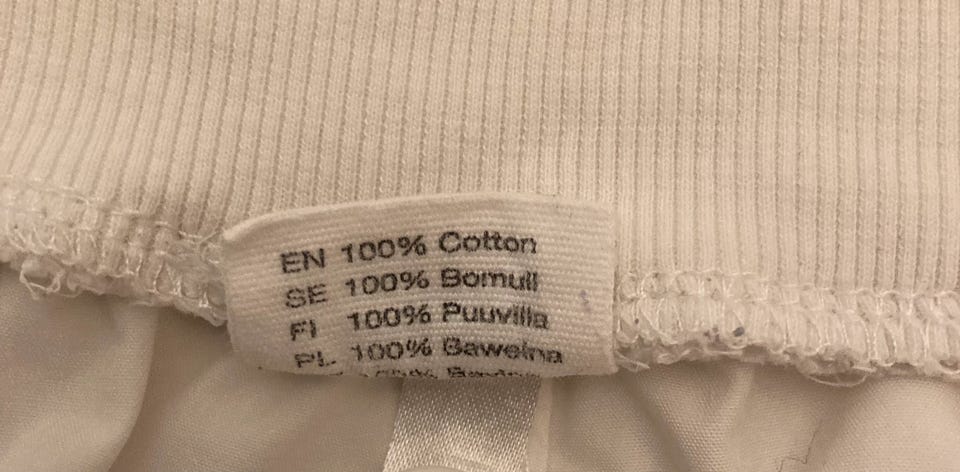 EN 100% Cotton
SE 100% Bomull
FI 100% Puuvilla
PL 100% Bawełna